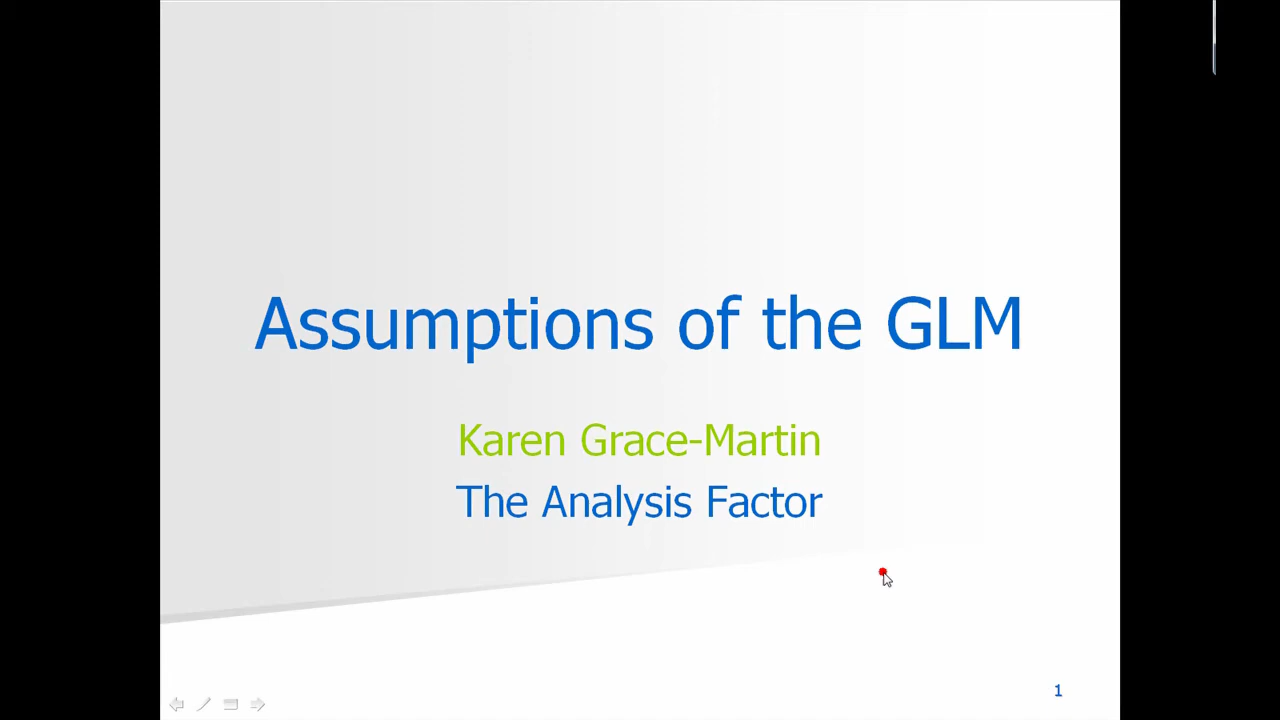 Assumptions of the GLM
Karen Grace-Martin
The Analysis Factor
1